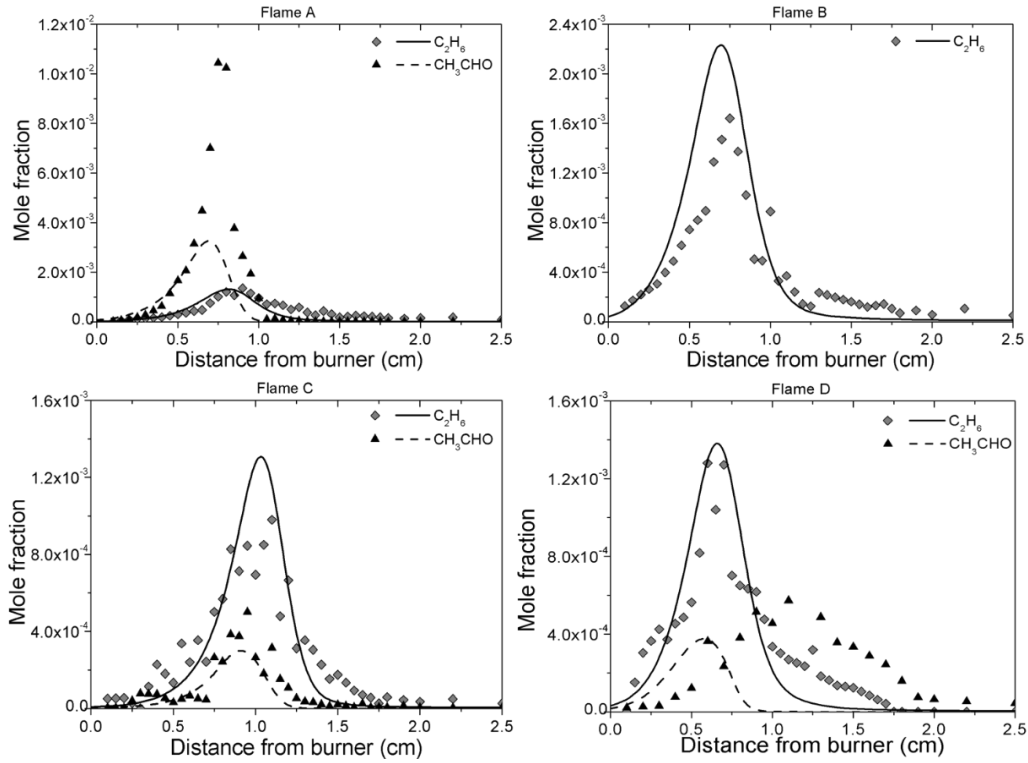 Flame A
1.2x10⁻²
1.0x10⁻²
8.0x10⁻³
6.0x10⁻³
4.0x10⁻³
2.0x10⁻³
0.0
Mole fraction
C₂H₆
CH₃CHO
0.0 0.5 1.0 1.5 2.0 2.5
Distance from burner (cm)
Flame B
2.4x10⁻³
2.0x10⁻³
1.6x10⁻³
1.2x10⁻³
8.0x10⁻⁴
4.0x10⁻⁴
0.0
Mole fraction
C₂H₆
0.0 0.5 1.0 1.5 2.0 2.5
Distance from burner (cm)
Flame C
1.6x10⁻³
1.2x10⁻³
8.0x10⁻⁴
4.0x10⁻⁴
0.0
Mole fraction
C₂H₆
CH₃CHO
0.0 0.5 1.0 1.5 2.0 2.5
Distance from burner (cm)
Flame D
1.6x10⁻³
1.2x10⁻³
8.0x10⁻⁴
4.0x10⁻⁴
0.0
Mole fraction
C₂H₆
CH₃CHO
0.0 0.5 1.0 1.5 2.0 2.5
Distance from burner (cm)